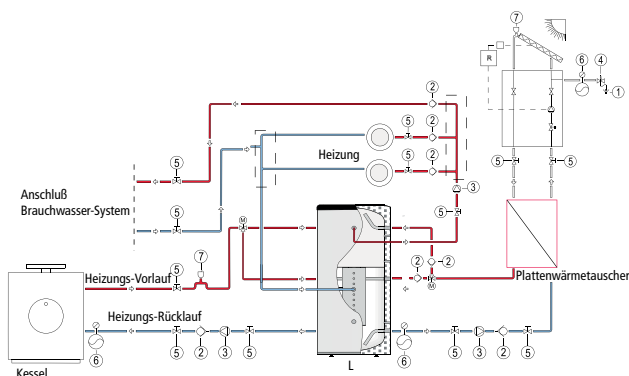 7
R
6
4
1
2
5
2
5
Heizung
5
2
3
5
5
5
Anschluß
Brauchwasser-System
5
5
M
7
Heizungs-Vorlauf
5
2
2
M
Plattenwärmetauscher
Heizungs-Rücklauf
6
5
2
3
5
6
5
3
2
5
Kessel
L